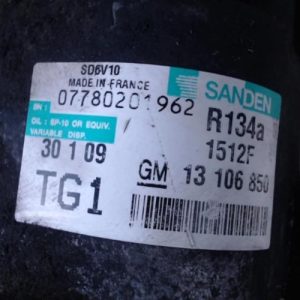 SD6V10
MADE IN FRANCE
07780201962
SANDEN
SN :
OIL : SP-10 OR EQUIV.
VARIABLE DISP.
R134a
1512F
30 1 09
GM 13 106 850
TG1